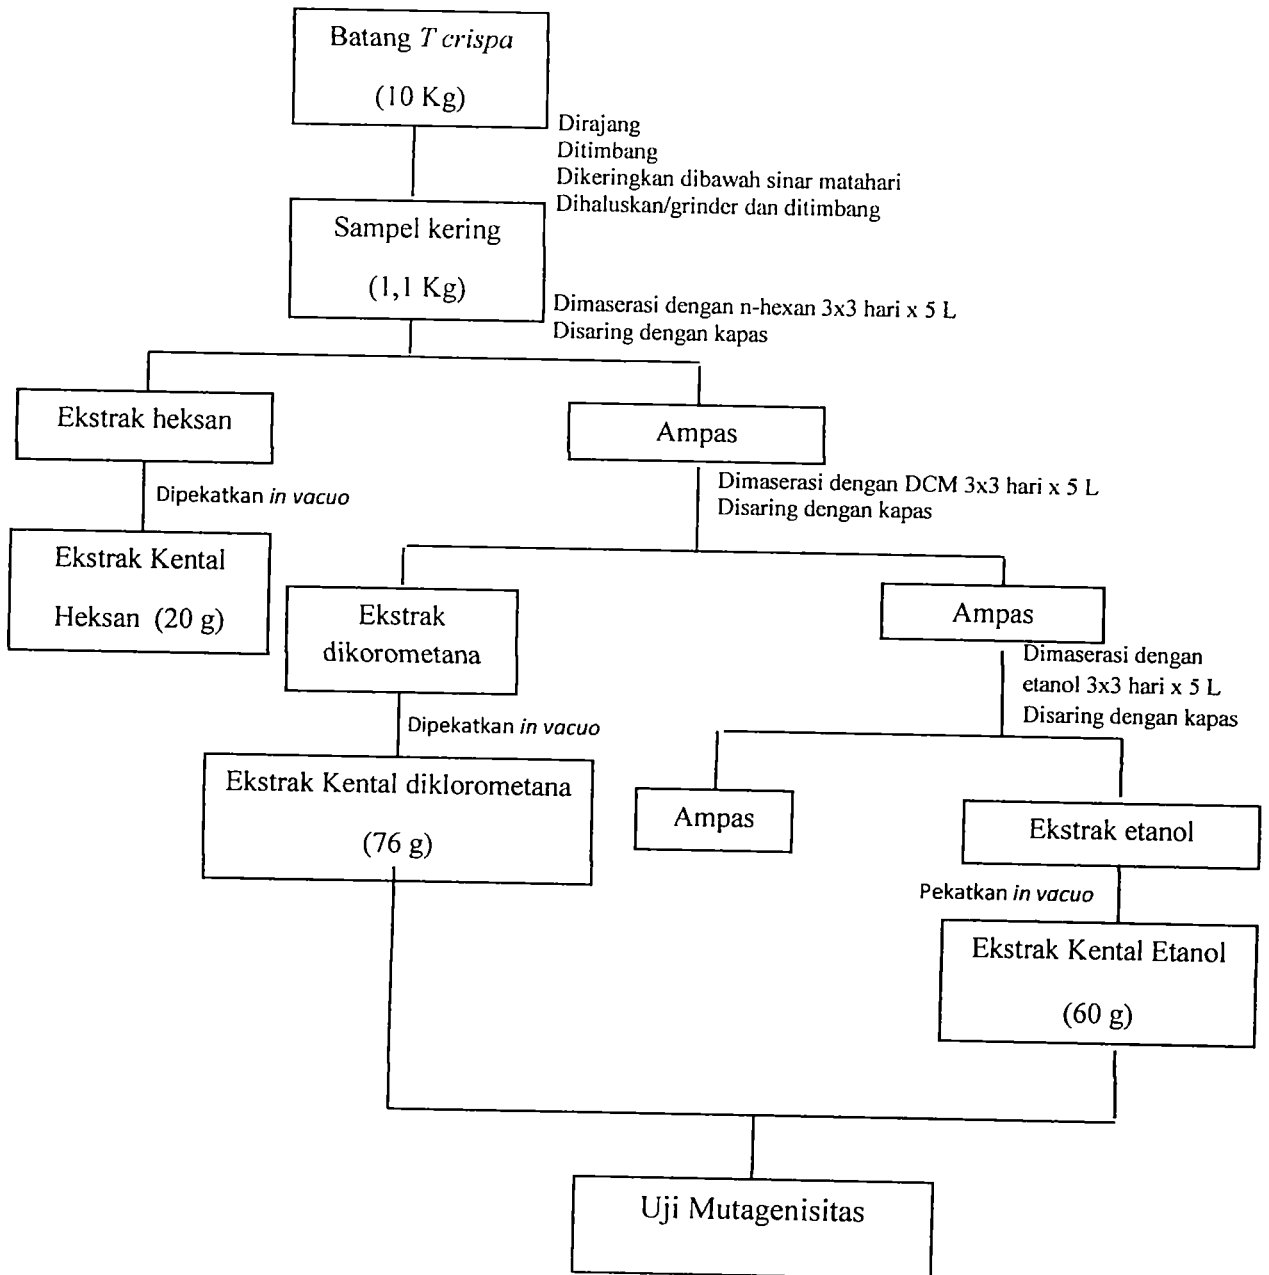 Batang T crispa
(10 Kg)
Dirajang
Ditimbang
Dikeringkan dibawah sinar matahari
Dihaluskan/grinder dan ditimbang
Sampel kering
(1,1 Kg)
Dimaserasi dengan n-hexan 3x3 hari x 5 L
Disaring dengan kapas
Ekstrak heksan
Ampas
Dipekatkan in vacuo
Dimaserasi dengan DCM 3x3 hari x 5 L
Disaring dengan kapas
Ekstrak Kental
Heksan (20 g)
Ekstrak
dikorometana
Ampas
Dimaserasi dengan
etanol 3x3 hari x 5 L
Disaring dengan kapas
Dipekatkan in vacuo
Ekstrak Kental diklorometana
(76 g)
Ampas
Ekstrak etanol
Pekatkan in vacuo
Ekstrak Kental Etanol
(60 g)
Uji Mutagenisitas